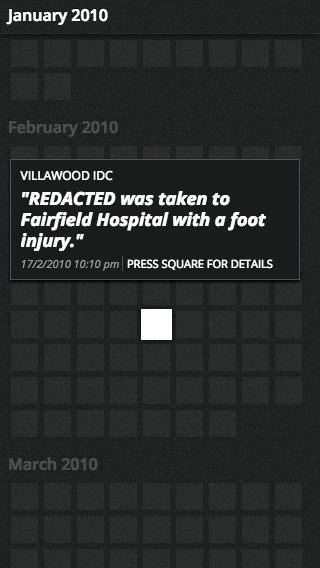 January 2010
February 2010
VILLAWOOD IDC
"REDACTED was taken to
Fairfield Hospital with a foot
injury."
17/2/2010 10:10 pm | PRESS SQUARE FOR DETAILS
March 2010